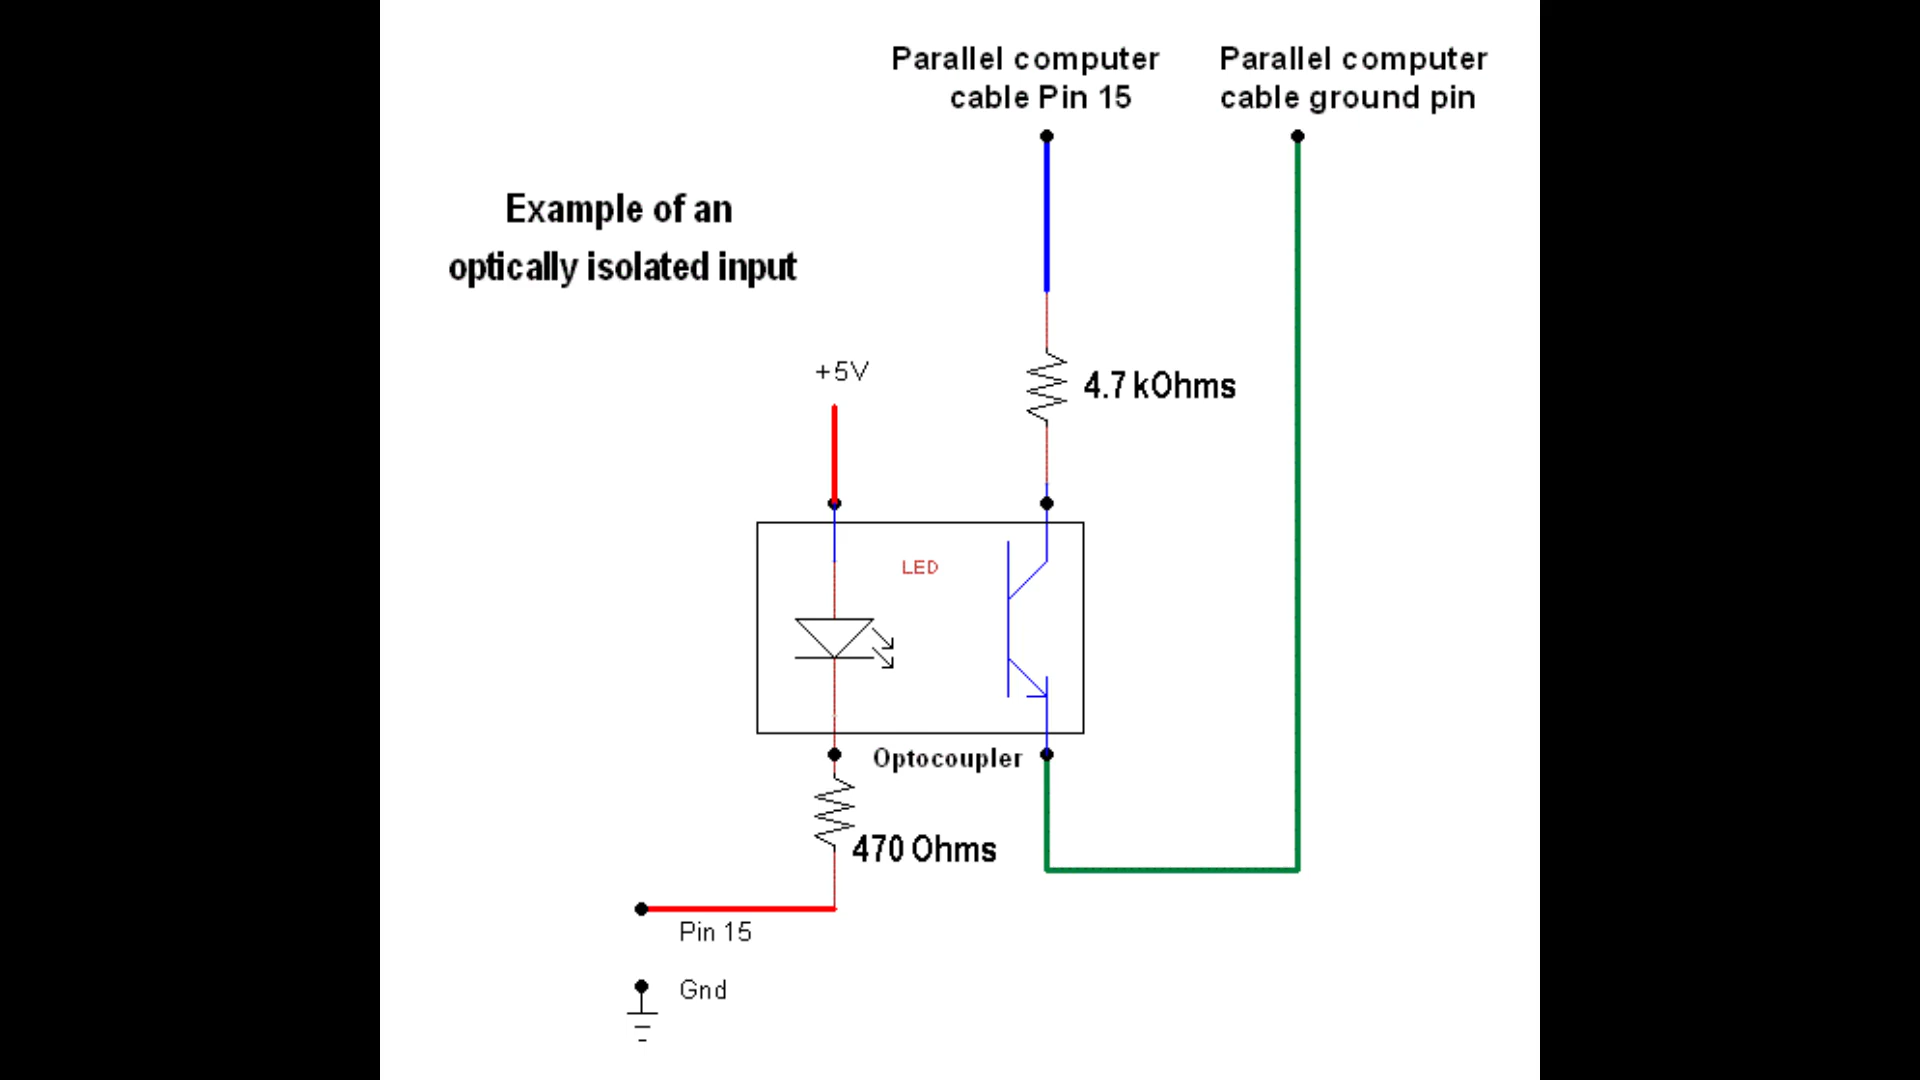 Parallel computer
cable Pin 15
Parallel computer
cable ground pin
Example of an
optically isolated input
+5V
4.7 kOhms
LED
Optocoupler
470 Ohms
Pin 15
Gnd